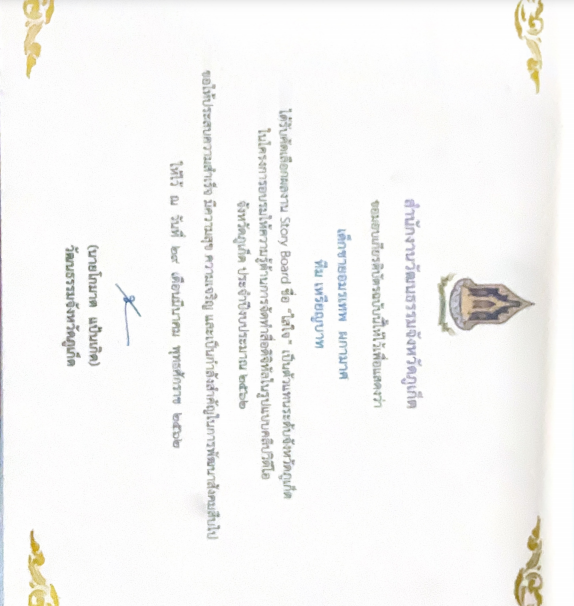 สำนักงานวัฒนธรรมจังหวัดภูเก็ต
ขอมอบเกียรติบัตรฉบับนี้ให้ไว้เพื่อแสดงว่า
เด็กชายอมรเทพ ผกามาศ
ทีม เหรียญบาท
ได้รับคัดเลือกผลงาน Story Board ชื่อ "ใส่ใจ" เป็นตัวแทนระดับจังหวัดภูเก็ต
ในโครงการอบรมให้ความรู้ด้านการจัดทำสื่อดิจิทัลในรูปแบบคลิปวิดีโอ
จังหวัดภูเก็ต ประจำปีงบประมาณ ๒๕๖๒
ขอให้ประสบความสำเร็จ มีความสุข ความเจริญ และเป็นกำลังสำคัญในการพัฒนาสังคมสืบไป
ให้ไว้ ณ วันที่ ๒๙ เดือนมีนาคม พุทธศักราช ๒๕๖๒
(นายโกมาศ แป้นเกิด)
วัฒนธรรมจังหวัดภูเก็ต